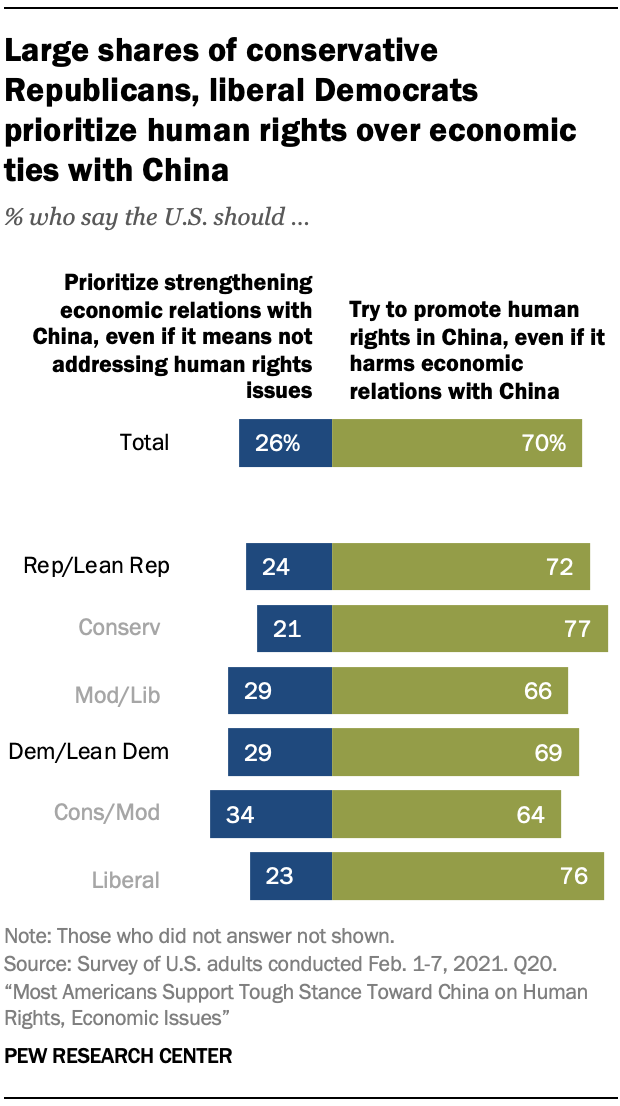 Large shares of conservative
Republicans, liberal Democrats
prioritize human rights over economic
ties with China
% who say the U.S. should ...
Prioritize strengthening
economic relations with
China, even if it means not
addressing human rights
issues
Try to promote human
rights in China, even if it
harms economic
relations with China
Total 26% 70%
Rep/Lean Rep 24 72
Conserv 21 77
Mod/Lib 29 66
Dem/Lean Dem 29 69
Cons/Mod 34 64
Liberal 23 76
Note: Those who did not answer not shown.
Source: Survey of U.S. adults conducted Feb. 1-7, 2021. Q20.
“Most Americans Support Tough Stance Toward China on Human
Rights, Economic Issues”
PEW RESEARCH CENTER